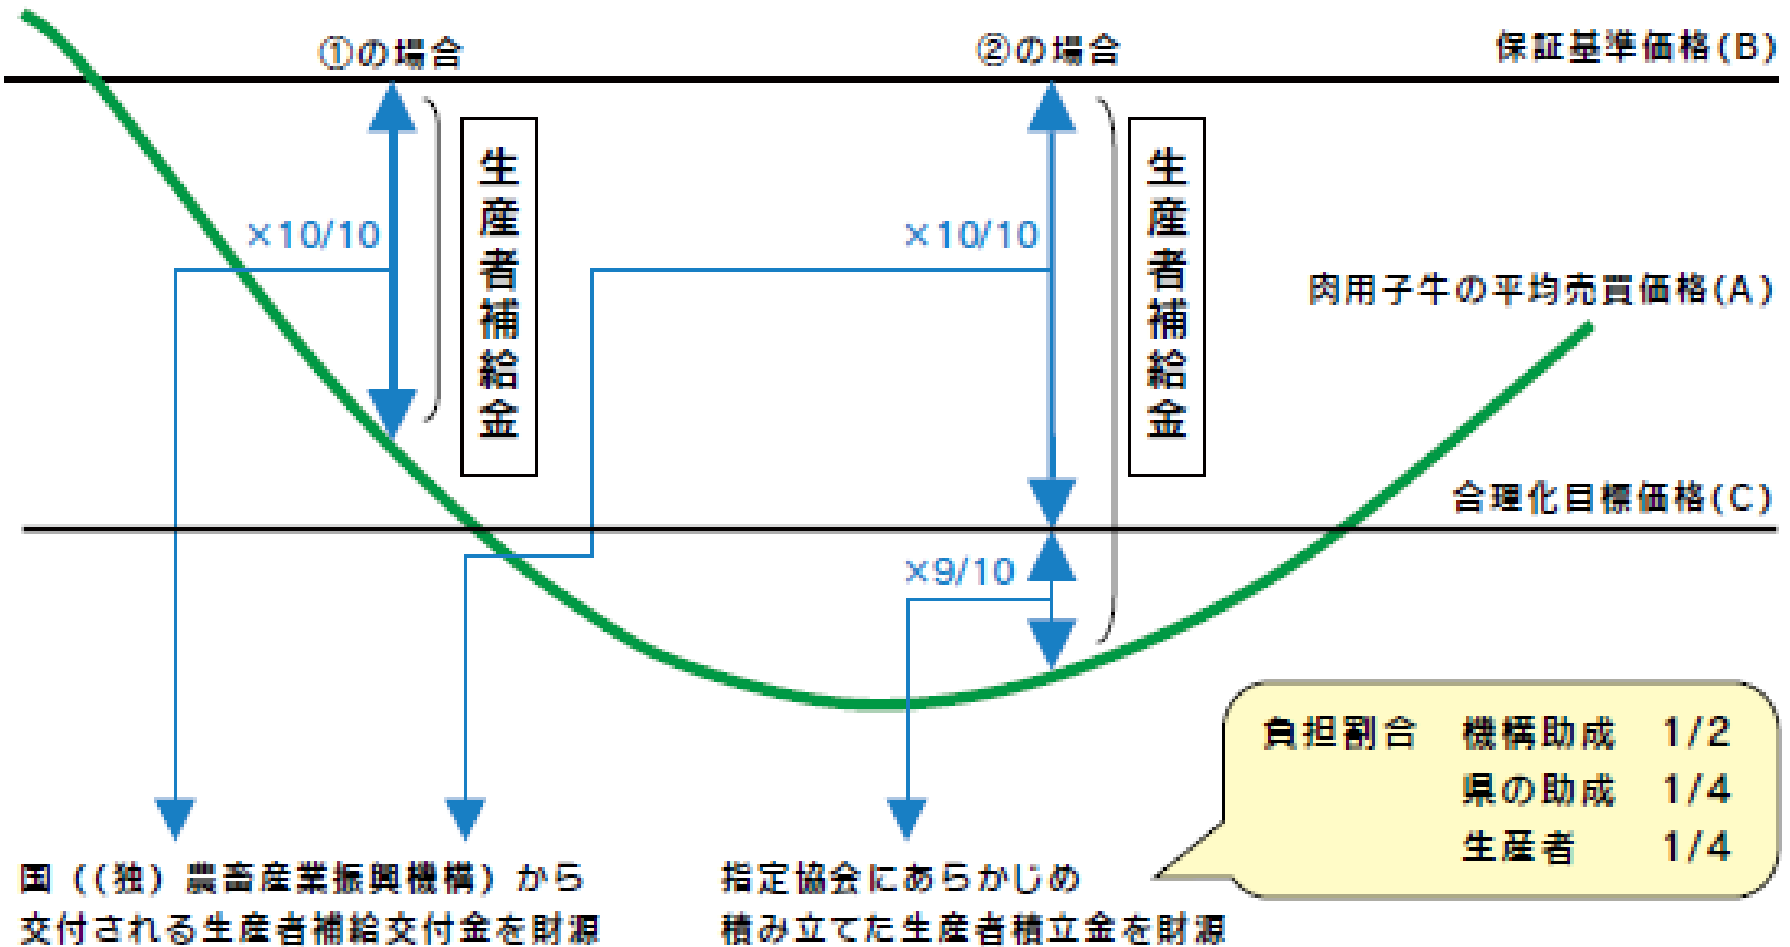 ①の場合
②の場合
保証基準価格(B)
生産者補給金
生産者補給金
×10/10
×10/10
肉用子牛の平均売買価格(A)
合理化目標価格(C)
×9/10
負担割合 機構助成 1/2
県の助成 1/4
生産者 1/4
国((独)農畜産業振興機構)から
交付される生産者補給交付金を財源
指定協会にあらかじめ
積み立てた生産者積立金を財源